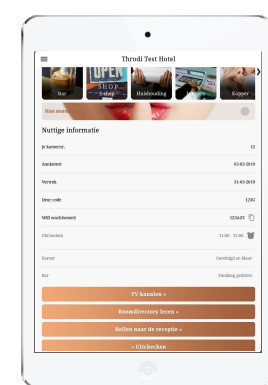 Throdi Test Hotel
OPEN
SHOP
Bar
E-shop
Huishouding
Kapper
Niet storen
Nuttige informatie
Je kamernr. 12
Aankomst 03-03-2019
Vertrek 31-03-2019
Deur code 123G
Wifi wachtwoord 123AZT
Uitchecken 11:00 - 12:00
Kamer Gereinigd en klaar
Bar Vandaag gesloten
TV kanalen »
Roomdirectory lezen »
Bellen naar de receptie »
« Uitchecken